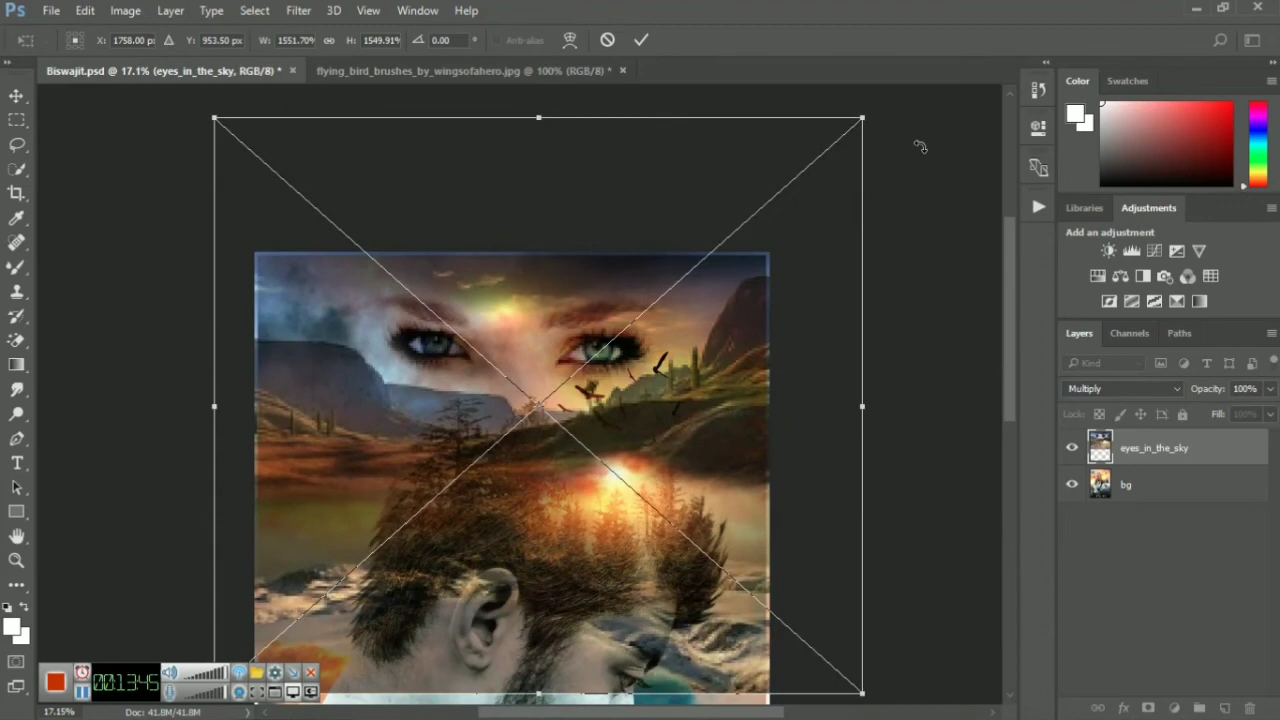 Ps File Edit Image Layer Type Select Filter 3D View Window Help
X: 1758.00 p Y: 953.50 px W: 1551.70% H: 1549.91% 0.00 ° Anti-alias
Biswajit.psd @ 17.1% (eyes_in_the_sky, RGB/8) * × flying_bird_brushes_by_wingsofahero.jpg @ 100% (RGB/8) * ×
Color Swatches
Libraries Adjustments
Add an adjustment
Layers Channels Paths
Kind
Multiply Opacity: 100%
Lock: Fill: 100%
eyes_in_the_sky
bg
00:13:45
17.15% Doc: 41.8M/41.8M